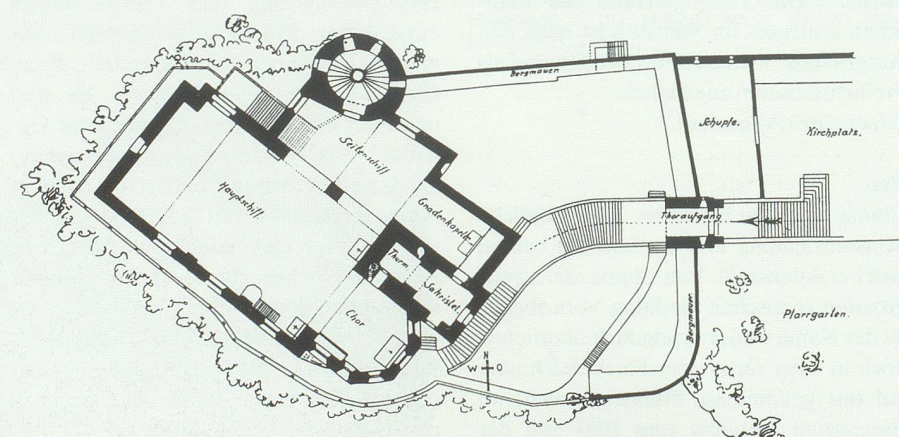 Bergmauer
Schupfe.
Kirchplatz.
Seitenschiff
Hauptschiff
Gnadenkapelle
Thoraufgang
Thurm
Sakristei
Chor
Bergmauer
Pfarrgarten.
N
W O
S